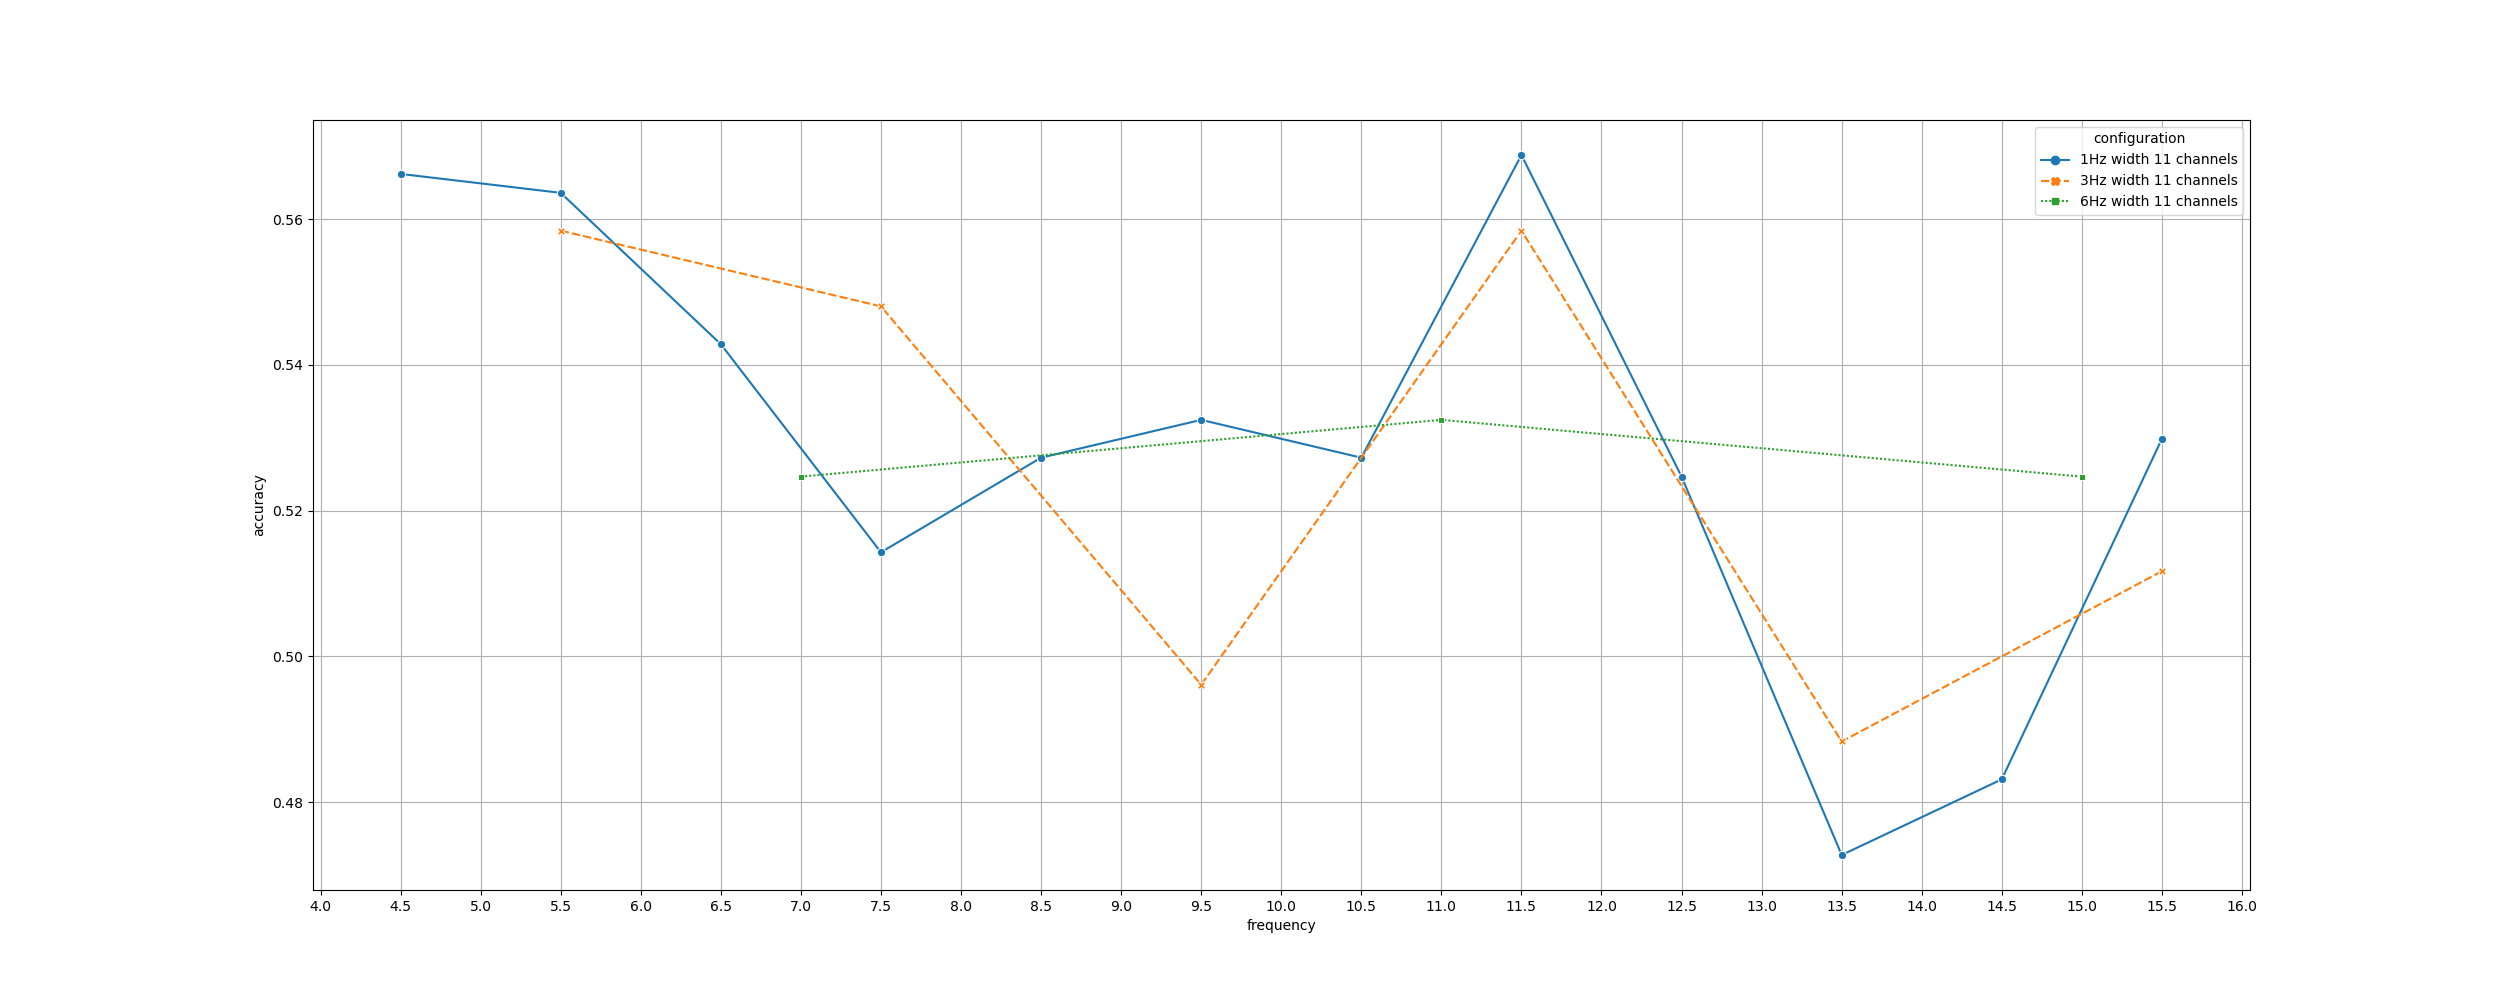 configuration
1Hz width 11 channels
3Hz width 11 channels
6Hz width 11 channels
0.56
0.54
0.52
0.50
0.48
accuracy
4.0 4.5 5.0 5.5 6.0 6.5 7.0 7.5 8.0 8.5 9.0 9.5 10.0 10.5 11.0 11.5 12.0 12.5 13.0 13.5 14.0 14.5 15.0 15.5 16.0
frequency